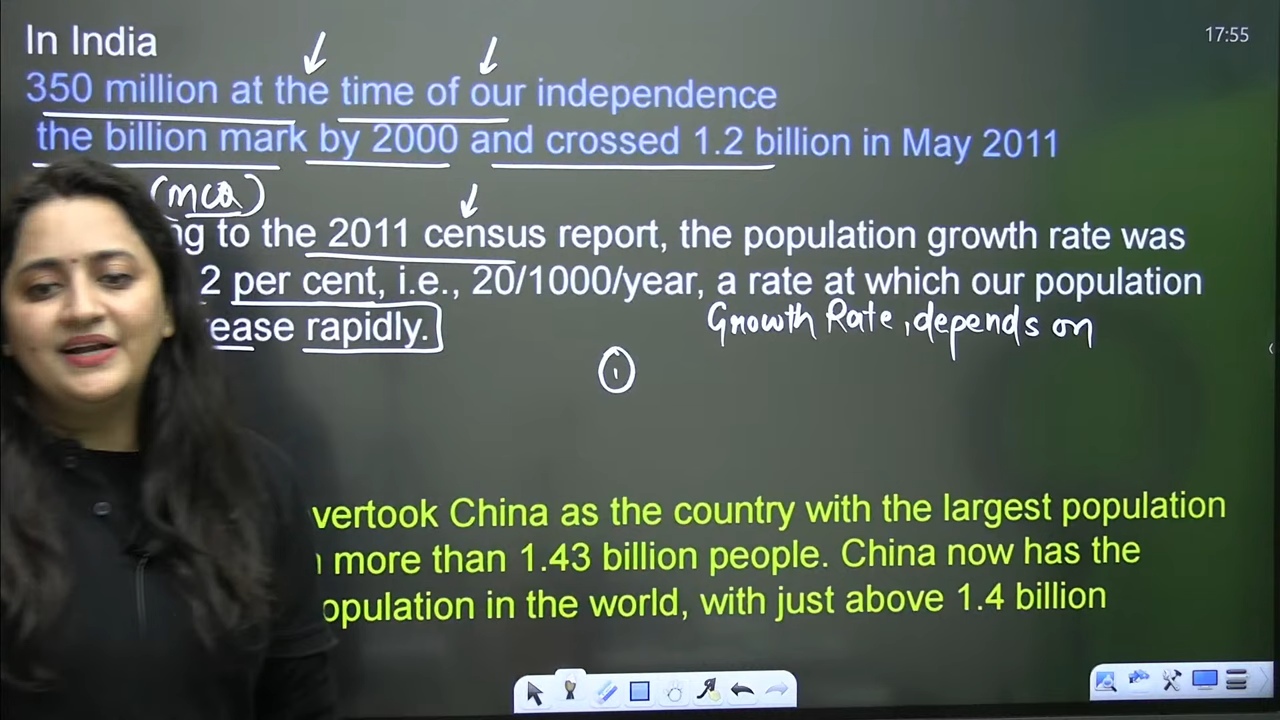 17:55
In India
350 million at the time of our independence
the billion mark by 2000 and crossed 1.2 billion in May 2011
(MCQ)
ng to the 2011 census report, the population growth rate was
2 per cent, i.e., 20/1000/year, a rate at which our population
ease rapidly.
Growth Rate, depends on
1
vertook China as the country with the largest population
more than 1.43 billion people. China now has the
opulation in the world, with just above 1.4 billion